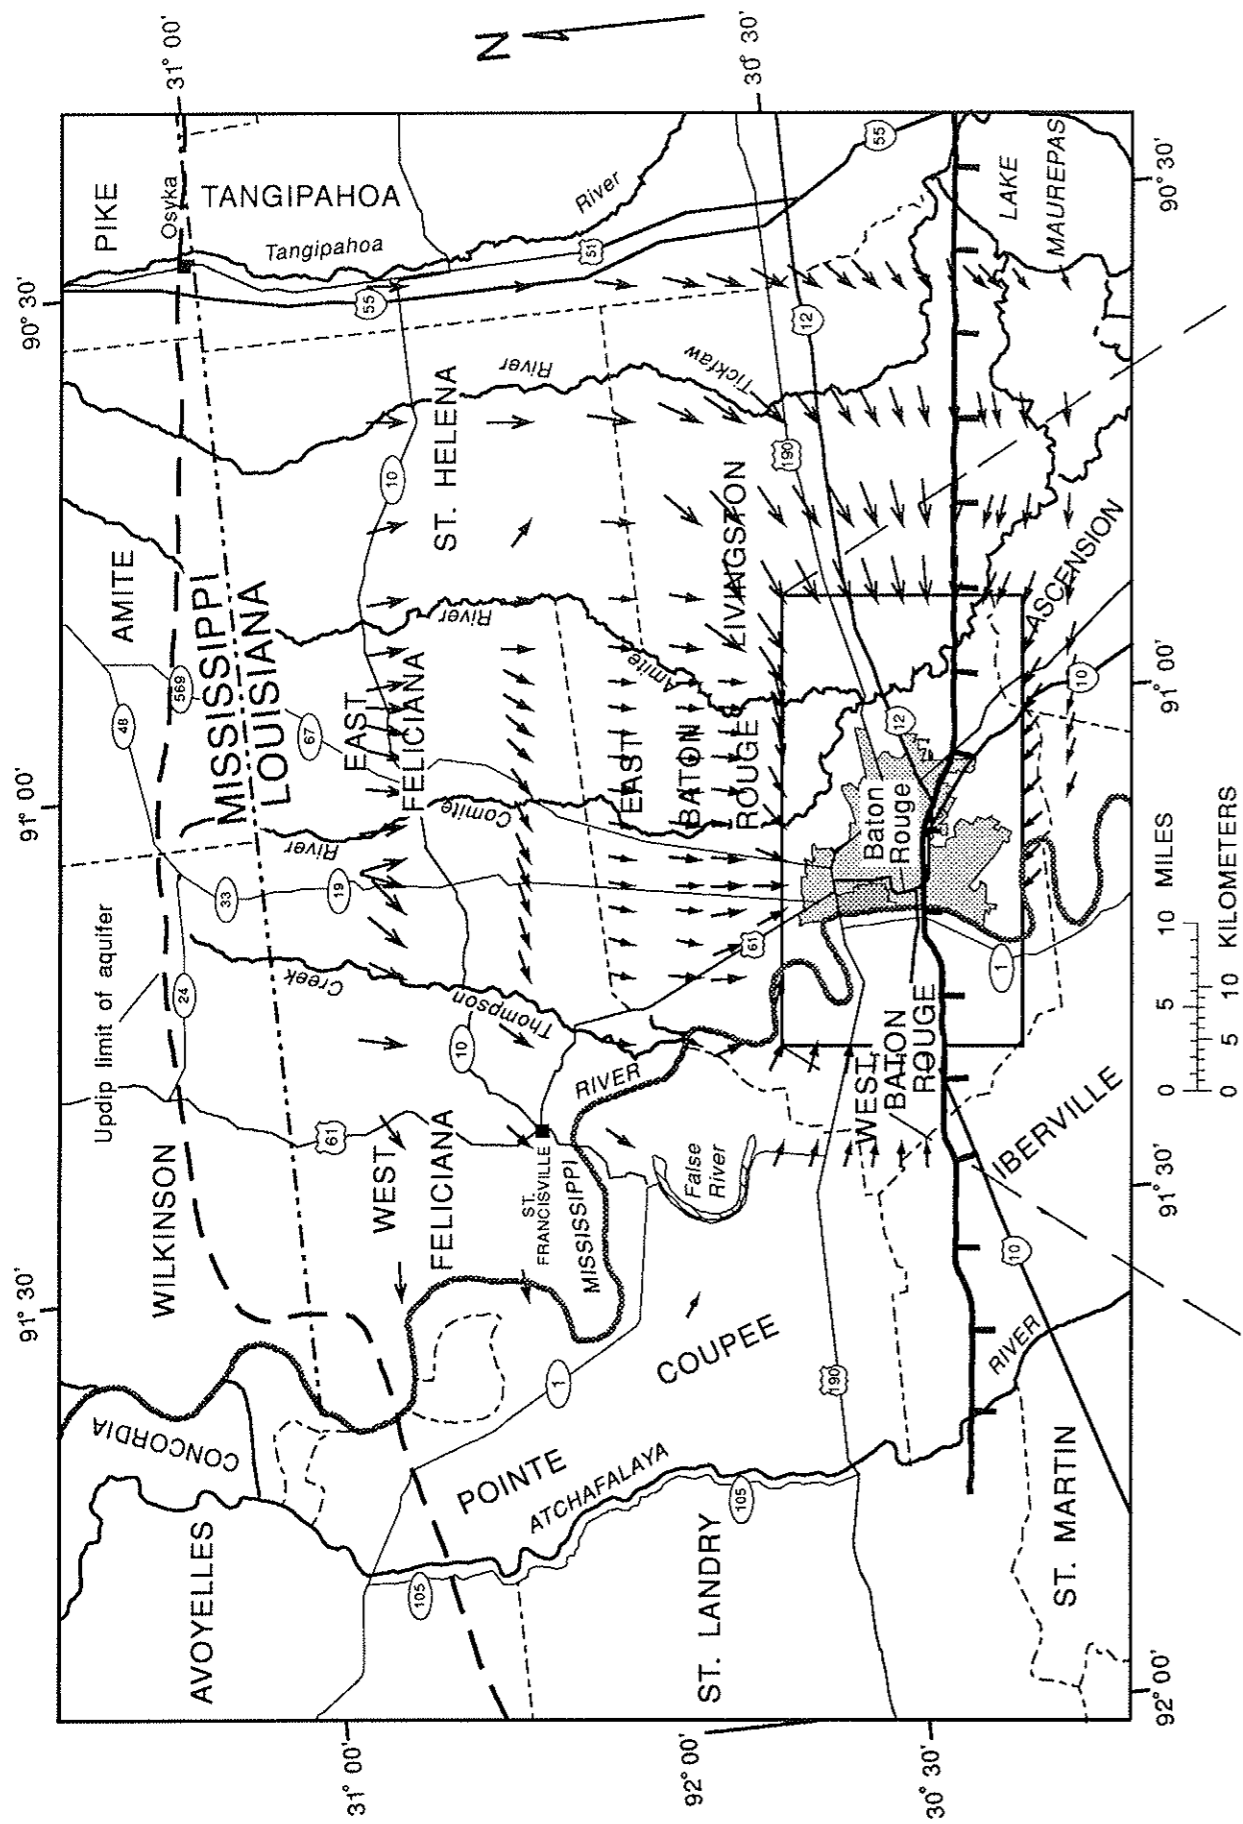 91° 30'
91° 00'
90° 30'
31° 00'
N
Updip limit of aquifer
WILKINSON
AMITE
PIKE
Osyka
CONCORDIA
AVOYELLES
MISSISSIPPI
LOUISIANA
TANGIPAHOA
Tangipahoa
River
24
33
48
569
67
319
61
55
51
31° 00'
105
10
10
10
WEST
FELICIANA
EAST
FELICIANA
ST. HELENA
Creek
Thompson
River
Comite
River
Amite
River
Tickfaw
ST.
FRANCISVILLE
MISSISSIPPI
RIVER
POINTE
COUPEE
1
ATCHAFALAYA
RIVER
105
False
River
61
EAST
BATON
ROUGE
LIVINGSTON
190
12
55
30° 30'
92° 00'
ST. LANDRY
190
WEST
BATON
ROUGE
Baton
Rouge
12
30° 30'
ST. MARTIN
10
IBERVILLE
1
10
ASCENSION
LAKE
MAUREPAS
92° 00'
91° 30'
91° 00'
90° 30'
0 5 10 MILES
0 5 10 KILOMETERS